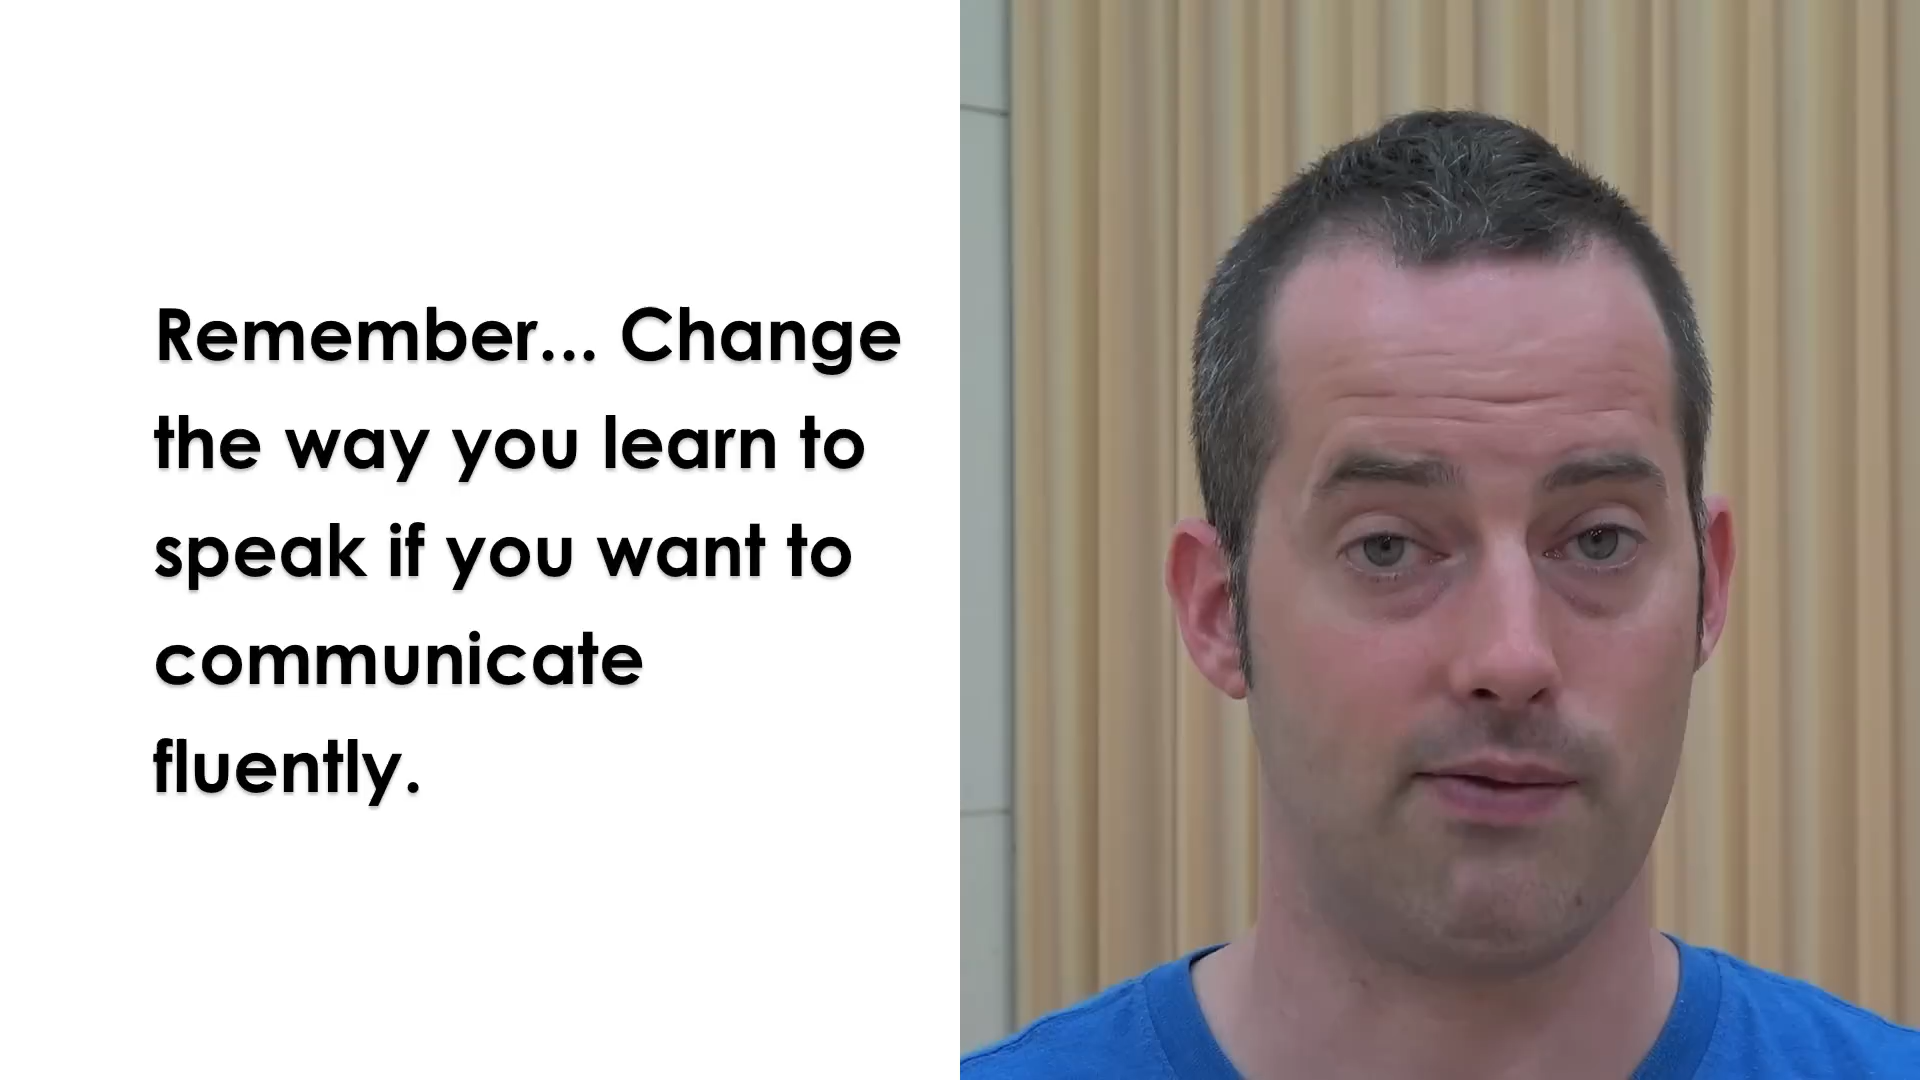 Remember... Change
the way you learn to
speak if you want to
communicate
fluently.